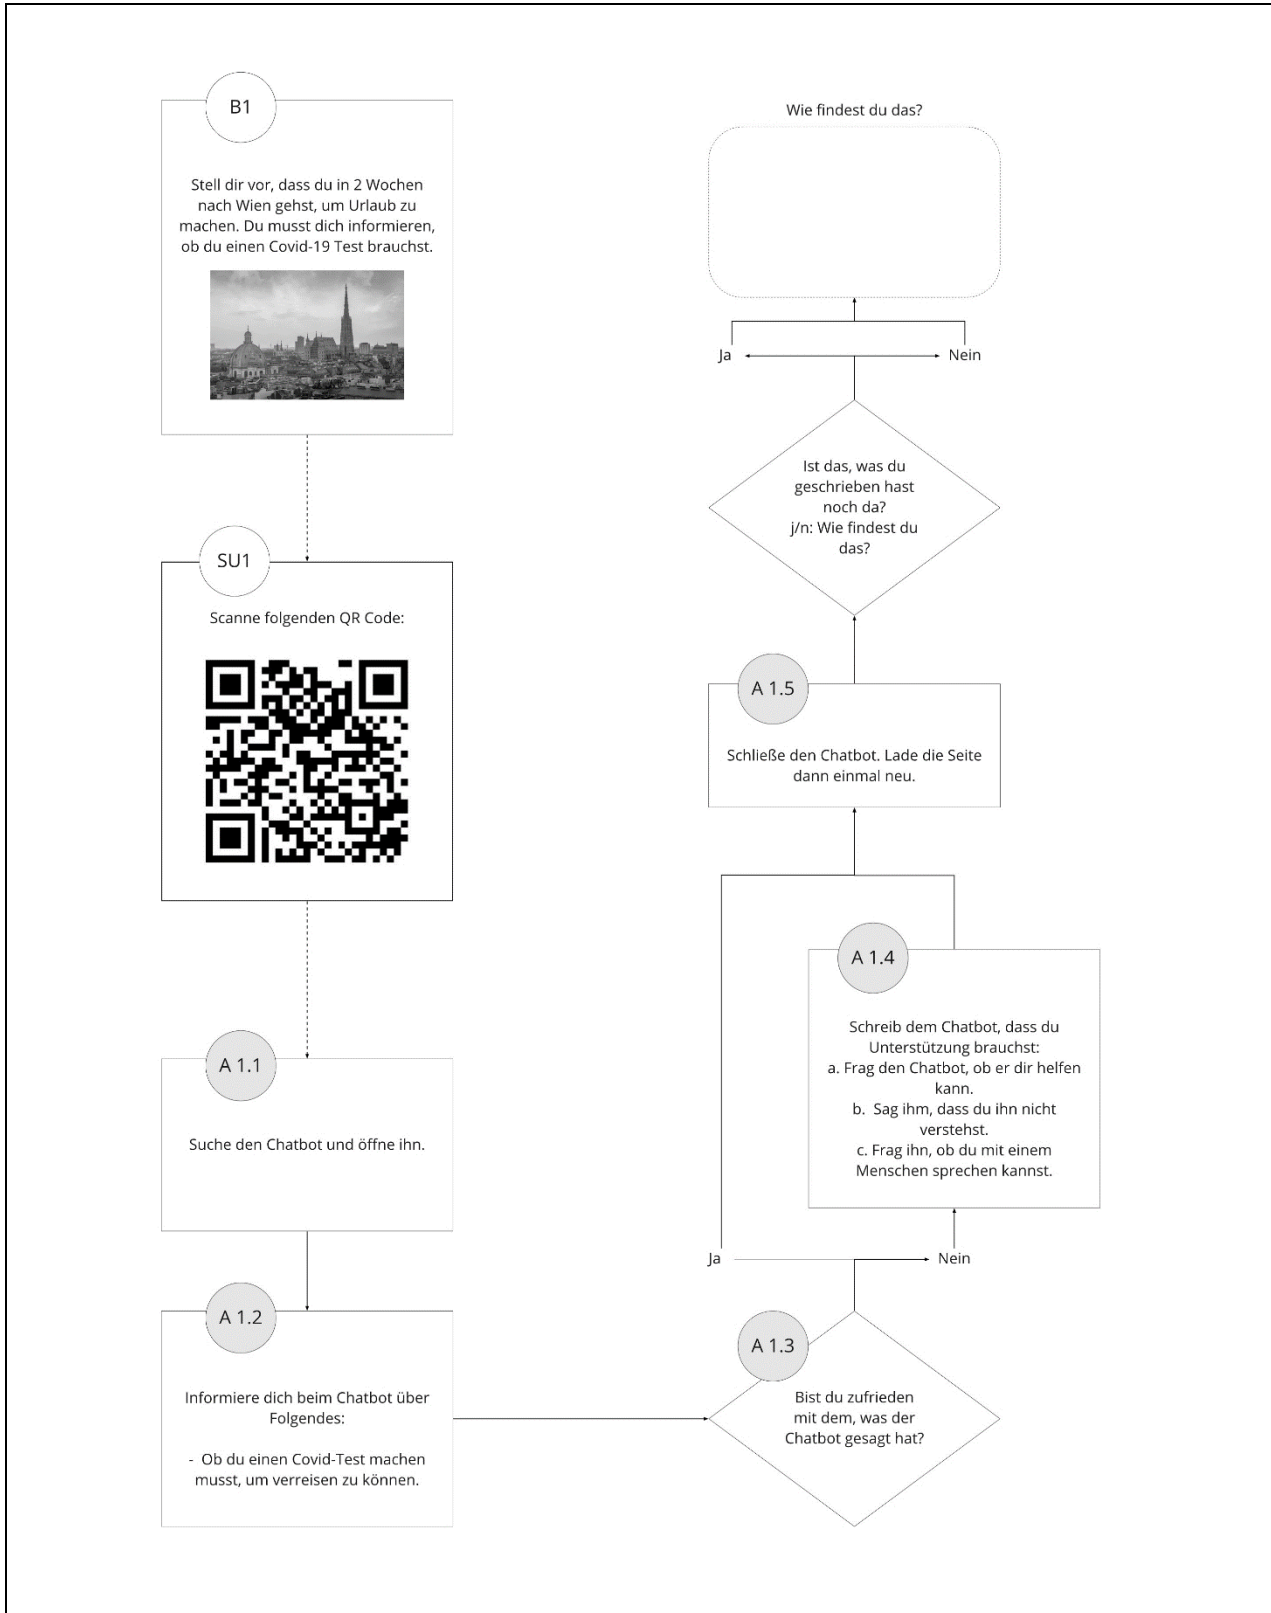 B1
Stell dir vor, dass du in 2 Wochen
nach Wien gehst, um Urlaub zu
machen. Du musst dich informieren,
ob du einen Covid-19 Test brauchst.
SU1
Scanne folgenden QR Code:
A 1.1
Suche den Chatbot und öffne ihn.
A 1.2
Informiere dich beim Chatbot über
Folgendes:
- Ob du einen Covid-Test machen
musst, um verreisen zu können.
A 1.3
Bist du zufrieden
mit dem, was der
Chatbot gesagt hat?
Ja
Nein
A 1.4
Schreib dem Chatbot, dass du
Unterstützung brauchst:
a. Frag den Chatbot, ob er dir helfen
kann.
b. Sag ihm, dass du ihn nicht
verstehst.
c. Frag ihn, ob du mit einem
Menschen sprechen kannst.
A 1.5
Schließe den Chatbot. Lade die Seite
dann einmal neu.
Ist das, was du
geschrieben hast
noch da?
j/n: Wie findest du
das?
Ja
Nein
Wie findest du das?